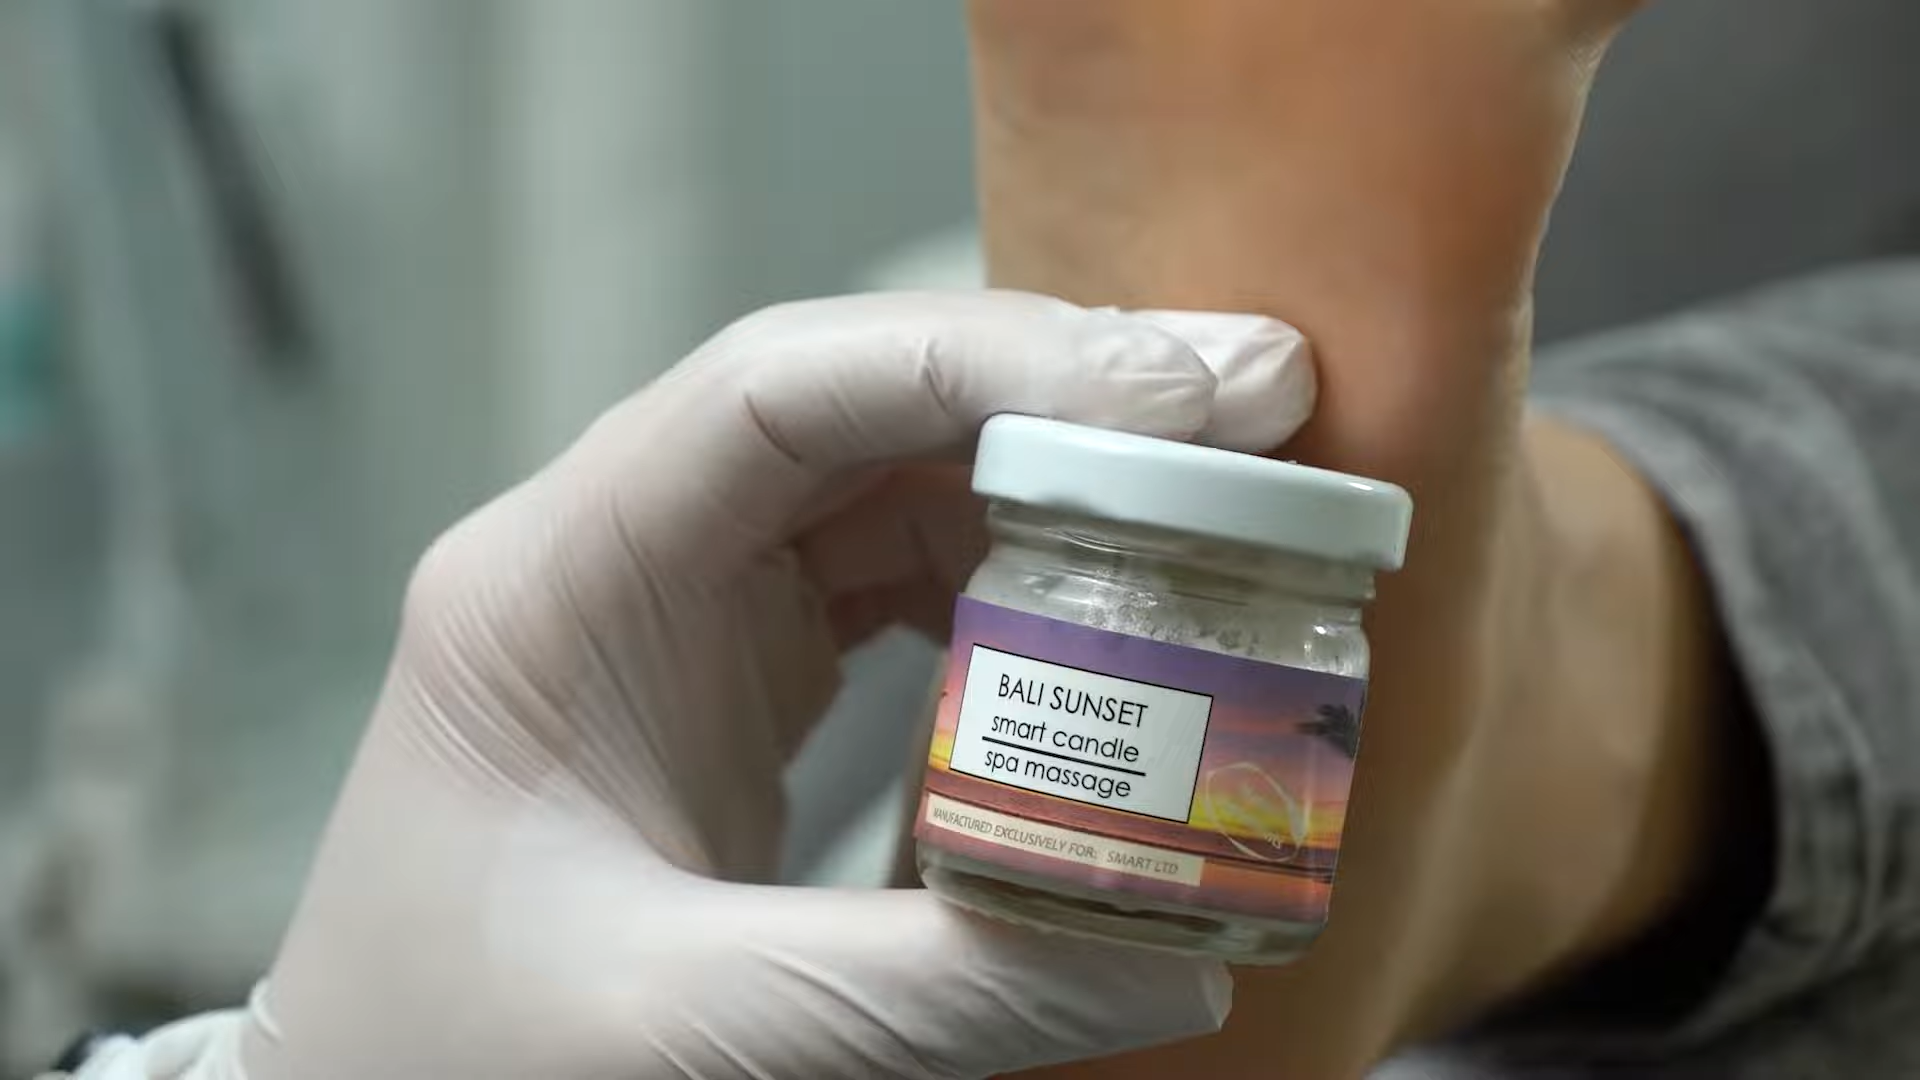 BALI SUNSET
smart candle
spa massage
MANUFACTURED EXCLUSIVELY FOR: SMART LTD